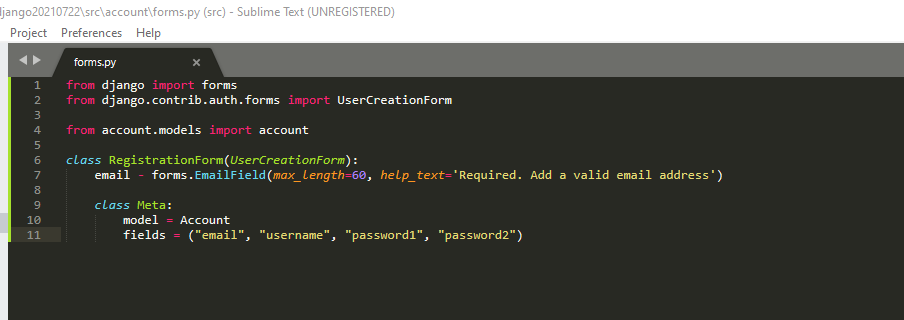 django20210722\src\account\forms.py (src) - Sublime Text (UNREGISTERED)
Project Preferences Help
forms.py ×
1 from django import forms
2 from django.contrib.auth.forms import UserCreationForm
3
4 from account.models import account
5
6 class RegistrationForm(UserCreationForm):
7     email - forms.EmailField(max_length=60, help_text='Required. Add a valid email address')
8
9     class Meta:
10         model = Account
11         fields = ("email", "username", "password1", "password2")